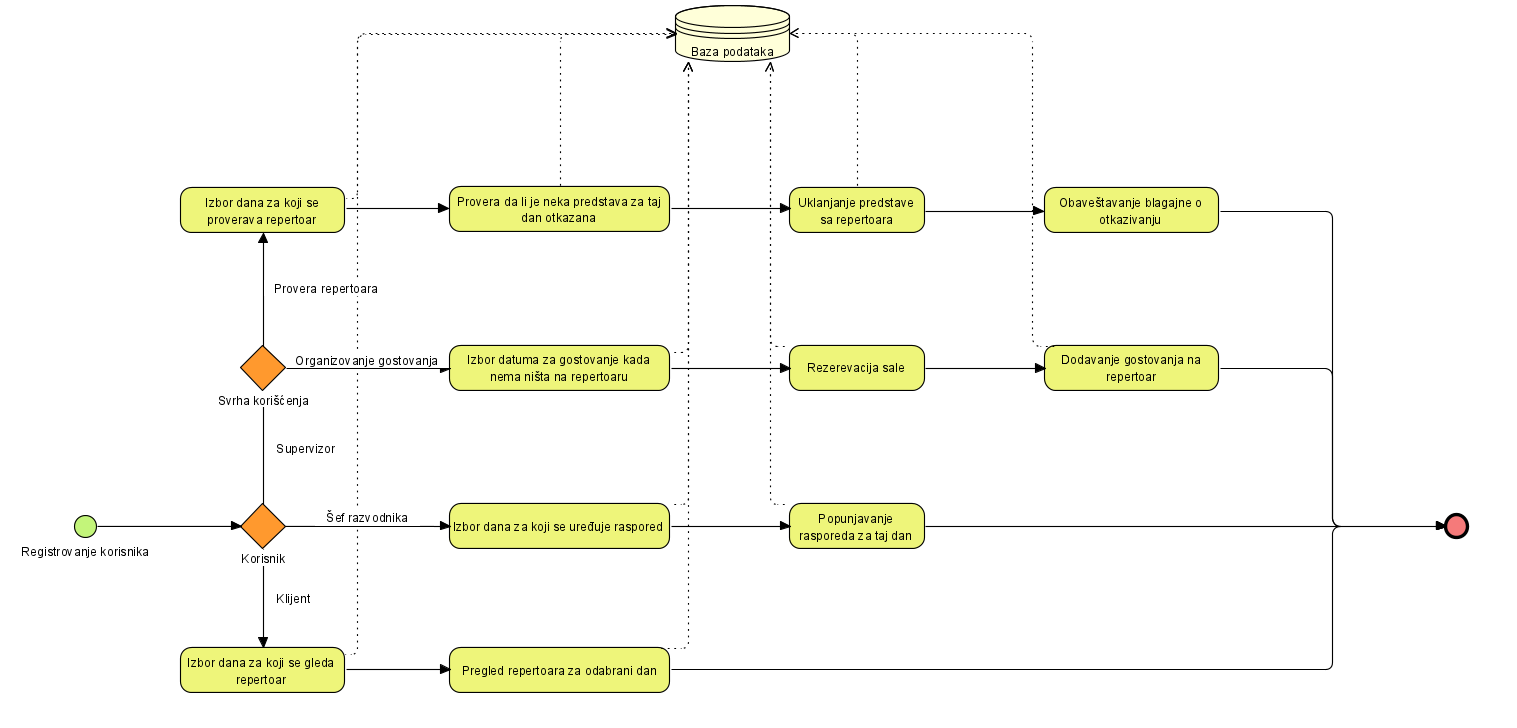 Baza podataka
Izbor dana za koji se
proverava repertoar
Provera da li je neka predstava za taj
dan otkazana
Uklanjanje predstave
sa repertoara
Obaveštavanje blagajne o
otkazivanju
Provera repertoara
Organizovanje gostovanja
Izbor datuma za gostovanje kada
nema ništa na repertoaru
Rezerevacija sale
Dodavanje gostovanja na
repertoar
Svrha korišćenja
Supervizor
Šef razvodnika
Izbor dana za koji se uređuje raspored
Popunjavanje
rasporeda za taj dan
Registrovanje korisnika
Korisnik
Klijent
Izbor dana za koji se gleda
repertoar
Pregled repertoara za odabrani dan